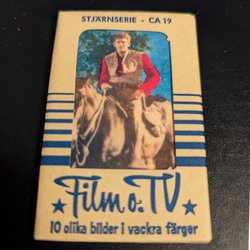 STJÄRNSERIE - CA 19
Film o. TV
10 olika bilder i vackra färger